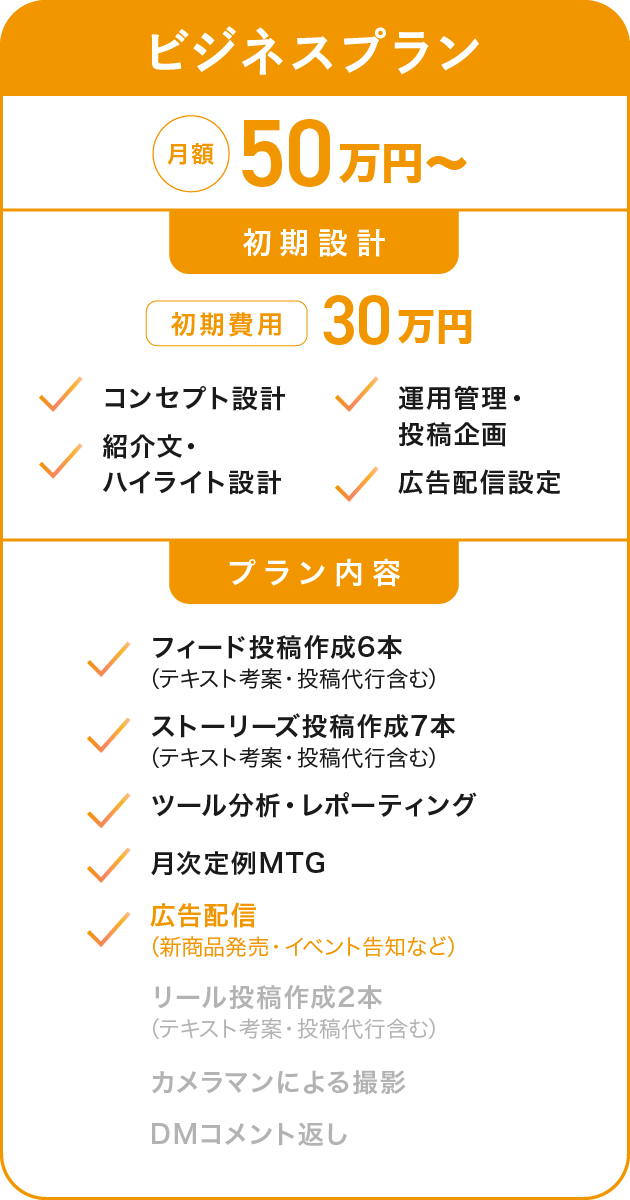 ビジネスプラン
月額 50万円〜
初期設計
初期費用 30万円
コンセプト設計
紹介文・
ハイライト設計
運用管理・
投稿企画
広告配信設定
プラン内容
フィード投稿作成6本
(テキスト考案・投稿代行含む)
ストーリーズ投稿作成7本
(テキスト考案・投稿代行含む)
ツール分析・レポーティング
月次定例MTG
広告配信
(新商品発売・イベント告知など)
リール投稿作成2本
(テキスト考案・投稿代行含む)
カメラマンによる撮影
DMコメント返し